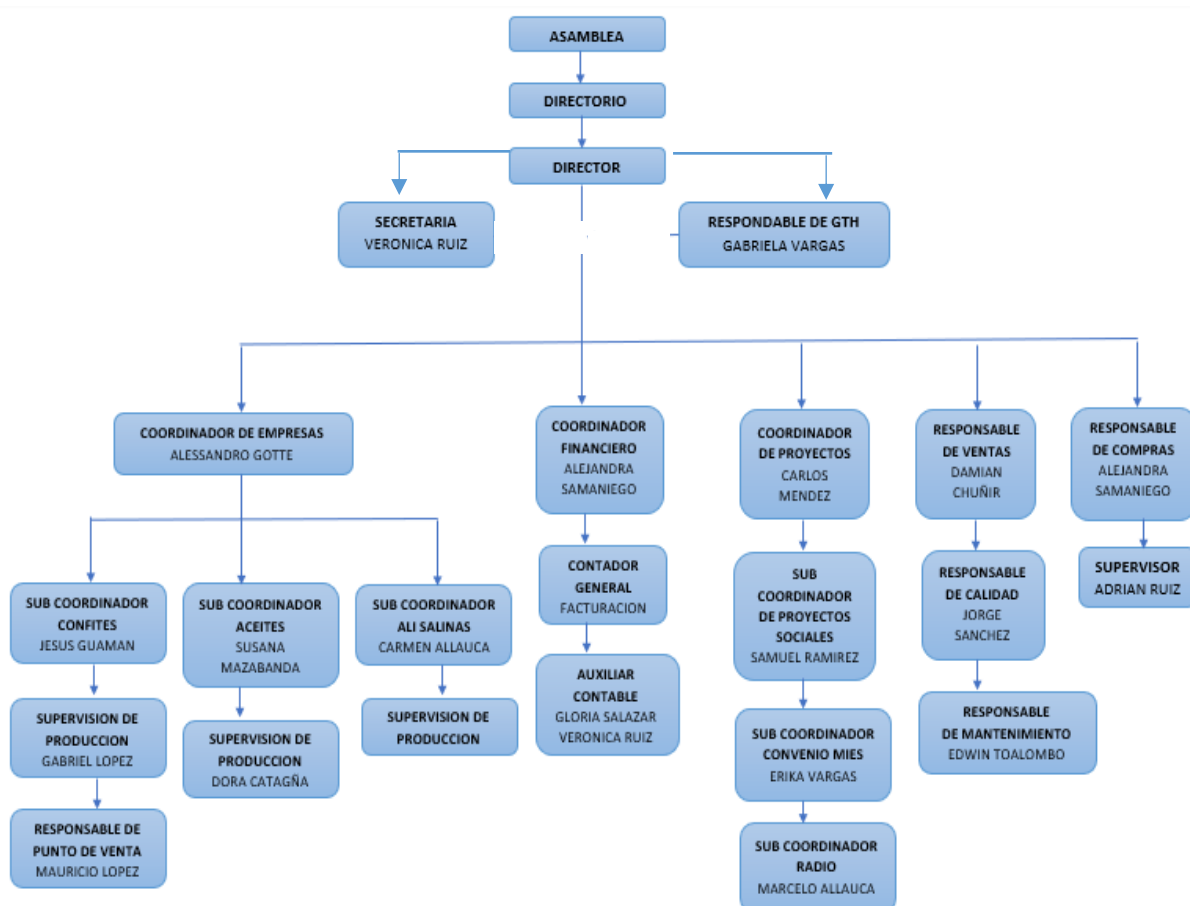 ASAMBLEA
DIRECTORIO
DIRECTOR
SECRETARIA
VERONICA RUIZ
RESPONDABLE DE GTH
GABRIELA VARGAS
COORDINADOR DE EMPRESAS
ALESSANDRO GOTTE
COORDINADOR
FINANCIERO
ALEJANDRA
SAMANIEGO
COORDINADOR
DE PROYECTOS
CARLOS
MENDEZ
RESPONSABLE
DE VENTAS
DAMIAN
CHUÑIR
RESPONSABLE
DE COMPRAS
ALEJANDRA
SAMANIEGO
SUB COORDINADOR
CONFITES
JESUS GUAMAN
SUB COORDINADOR
ACEITES
SUSANA
MAZABANDA
SUB COORDINADOR
ALI SALINAS
CARMEN ALLAUCA
CONTADOR
GENERAL
FACTURACION
SUB
COORDINADOR
DE PROYECTOS
SOCIALES
SAMUEL RAMIREZ
RESPONSABLE
DE CALIDAD
JORGE
SANCHEZ
SUPERVISOR
ADRIAN RUIZ
SUPERVISION DE
PRODUCCION
GABRIEL LOPEZ
SUPERVISION DE
PRODUCCION
DORA CATAGÑA
SUPERVISION DE
PRODUCCION
AUXILIAR
CONTABLE
GLORIA SALAZAR
VERONICA RUIZ
SUB COORDINADOR
CONVENIO MIES
ERIKA VARGAS
RESPONSABLE
DE MANTENIMIENTO
EDWIN TOALOMBO
RESPONSABLE DE
PUNTO DE VENTA
MAURICIO LOPEZ
SUB COORDINADOR
RADIO
MARCELO ALLAUCA